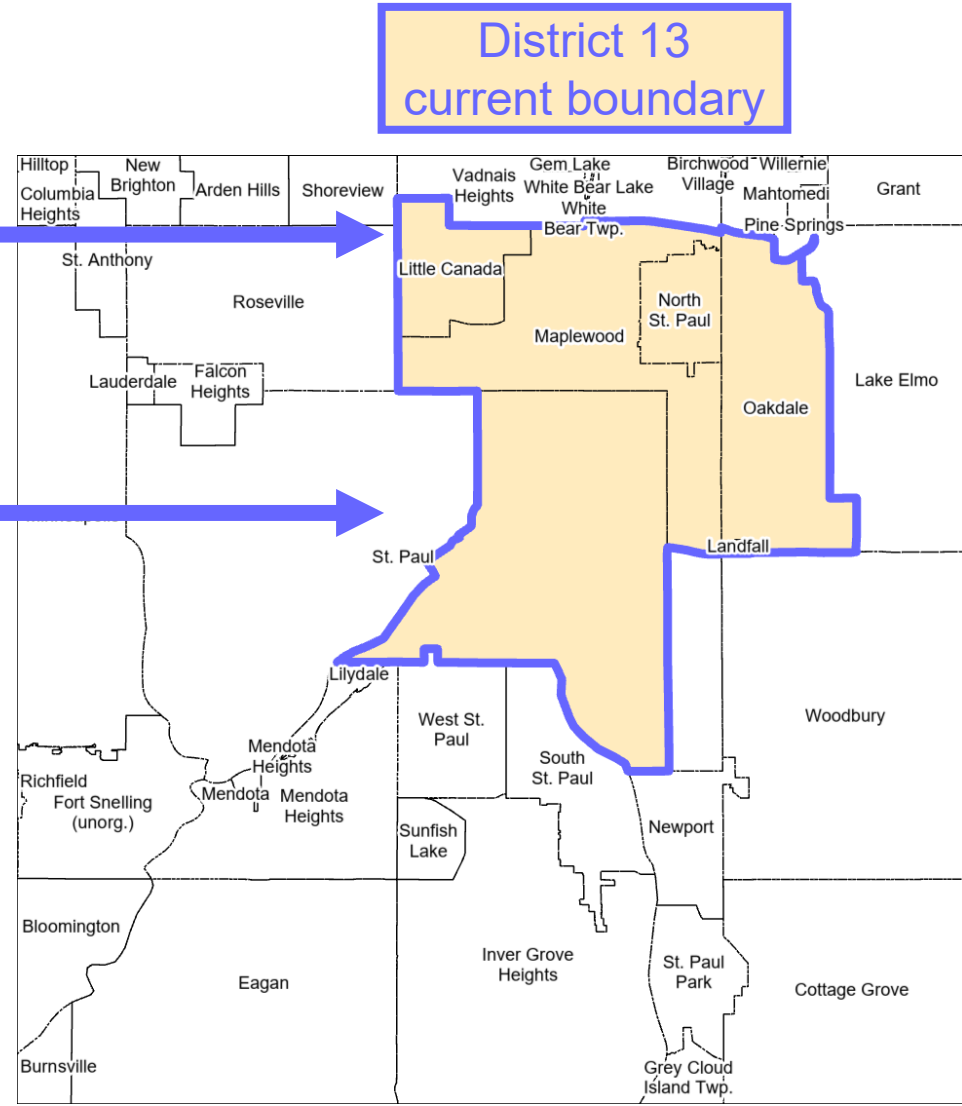 District 13
current boundary
Hilltop
New
Brighton
Columbia
Heights
Arden Hills
Shoreview
Vadnais
Heights
Gem Lake
White Bear Lake
White
Bear Twp.
Birchwood
Village
Willernie
Mahtomedi
Grant
Pine Springs
St. Anthony
Roseville
Little Canada
North
St. Paul
Maplewood
Lauderdale
Falcon
Heights
Lake Elmo
Oakdale
Landfall
St. Paul
Lilydale
West St.
Paul
Woodbury
Mendota
Heights
South
St. Paul
Richfield
Fort Snelling
(unorg.)
Mendota
Mendota
Heights
Sunfish
Lake
Newport
Bloomington
Eagan
Inver Grove
Heights
St. Paul
Park
Cottage Grove
Burnsville
Grey Cloud
Island Twp.